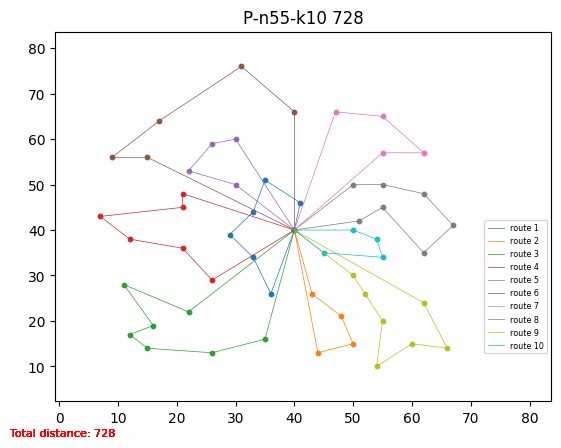 P-n55-k10 728
80
70
60
50
40
30
20
10
0 10 20 30 40 50 60 70 80
route 1
route 2
route 3
route 4
route 5
route 6
route 7
route 8
route 9
route 10
Total distance: 728